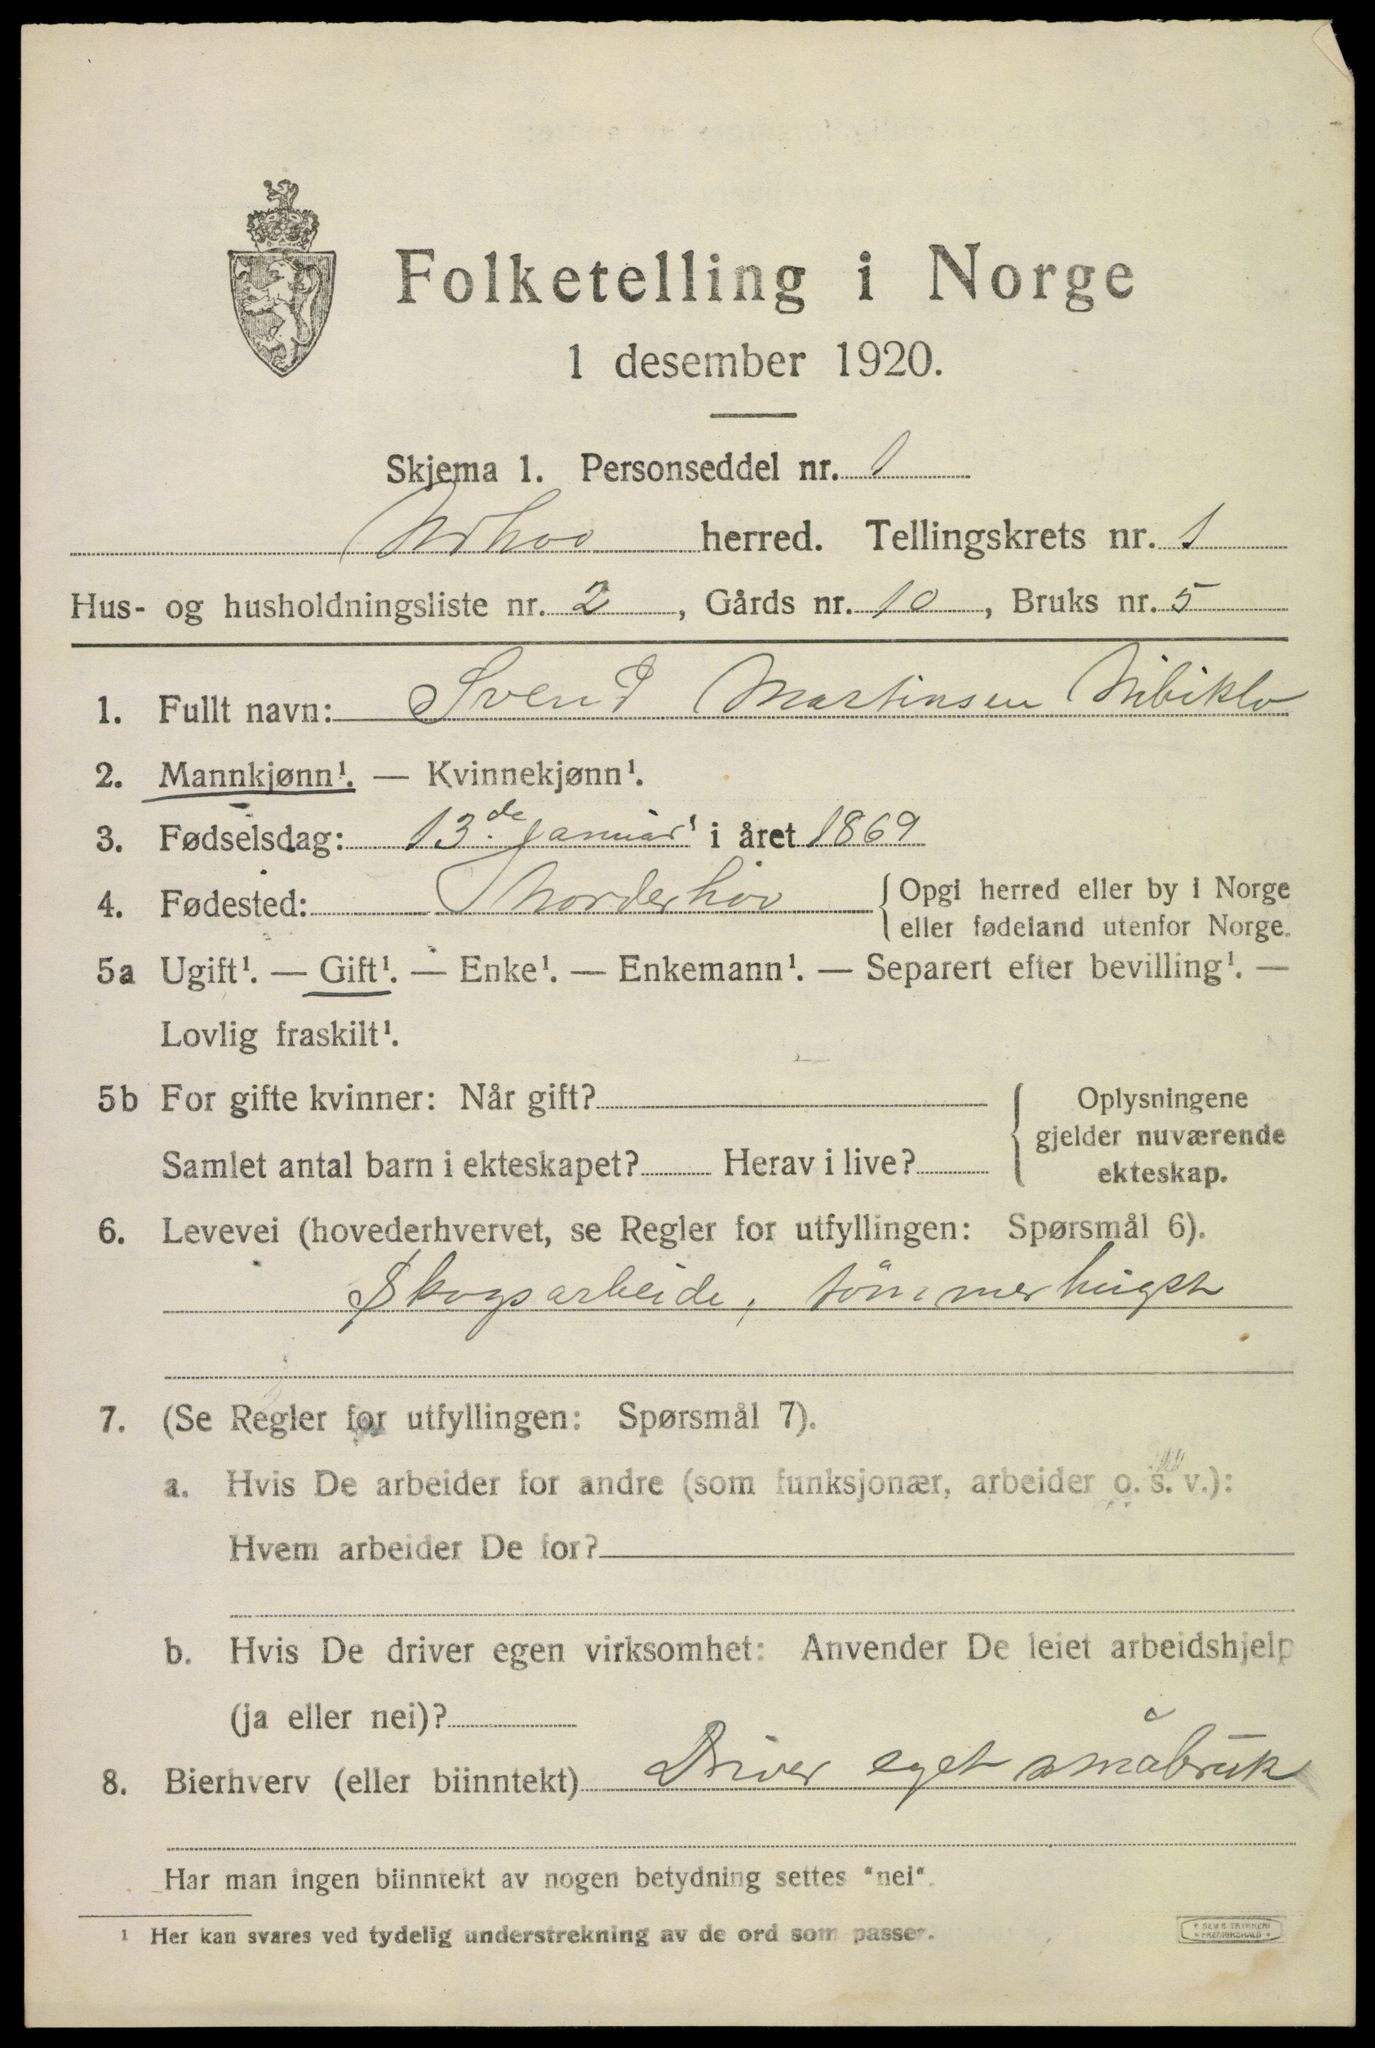 Folketelling i Norge
1 desember 1920.
Skjema 1. Personseddel nr. 1
Nhov herred. Tellingskrets nr. 1
Hus- og husholdningsliste nr. 2, Gårds nr. 10, Bruks nr. 5
1. Fullt navn: Svend Martinsen
2. Mannkjønn¹. — Kvinnekjønn¹.
3. Fødselsdag: 13de januar i året 1869
4. Fødested: Norderhov { Opgi herred eller by i Norge
eller fødeland utenfor Norge.
5a Ugift¹. — Gift¹. — Enke¹. — Enkemann¹. — Separert efter bevilling¹. —
Lovlig fraskilt¹.
5b For gifte kvinner: Når gift? { Oplysningene
gjelder nuværende
Samlet antal barn i ekteskapet? Herav i live? ekteskap.
6. Levevei (hovederhvervet, se Regler for utfyllingen: Spørsmål 6).
Skogsarbeide, tömmerhugst
7. (Se Regler for utfyllingen: Spørsmål 7).
a. Hvis De arbeider for andre (som funksjonær, arbeider o. s. v.):
Hvem arbeider De for?
b. Hvis De driver egen virksomhet: Anvender De leiet arbeidshjelp
(ja eller nei)?
8. Bierhverv (eller biinntekt) Driver eget småbruk
Har man ingen biinntekt av nogen betydning settes "nei".
¹ Her kan svares ved tydelig understrekning av de ord som passer.